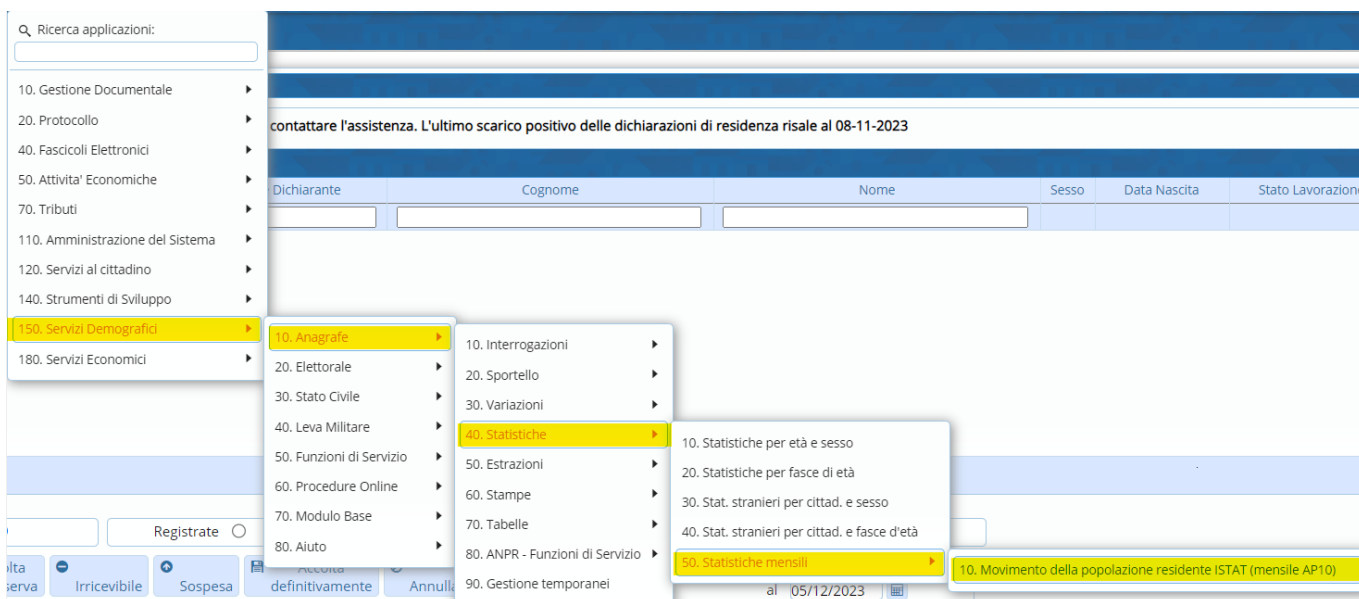 Ricerca applicazioni:
10. Gestione Documentale
20. Protocollo
40. Fascicoli Elettronici
50. Attivita' Economiche
70. Tributi
110. Amministrazione del Sistema
120. Servizi al cittadino
140. Strumenti di Sviluppo
150. Servizi Demografici
180. Servizi Economici
contattare l'assistenza. L'ultimo scarico positivo delle dichiarazioni di residenza risale al 08-11-2023
Dichiarante Cognome Nome Sesso Data Nascita Stato Lavorazione
10. Anagrafe
20. Elettorale
30. Stato Civile
40. Leva Militare
50. Funzioni di Servizio
60. Procedure Online
70. Modulo Base
80. Aiuto
10. Interrogazioni
20. Sportello
30. Variazioni
40. Statistiche
50. Estrazioni
60. Stampe
70. Tabelle
80. ANPR - Funzioni di Servizio
90. Gestione temporanei
10. Statistiche per età e sesso
20. Statistiche per fasce di età
30. Stat. stranieri per cittad. e sesso
40. Stat. stranieri per cittad. e fasce d'età
50. Statistiche mensili
10. Movimento della popolazione residente ISTAT (mensile AP10)
Registrate
Irricevibile
Sospesa
definitivamente
al 05/12/2023